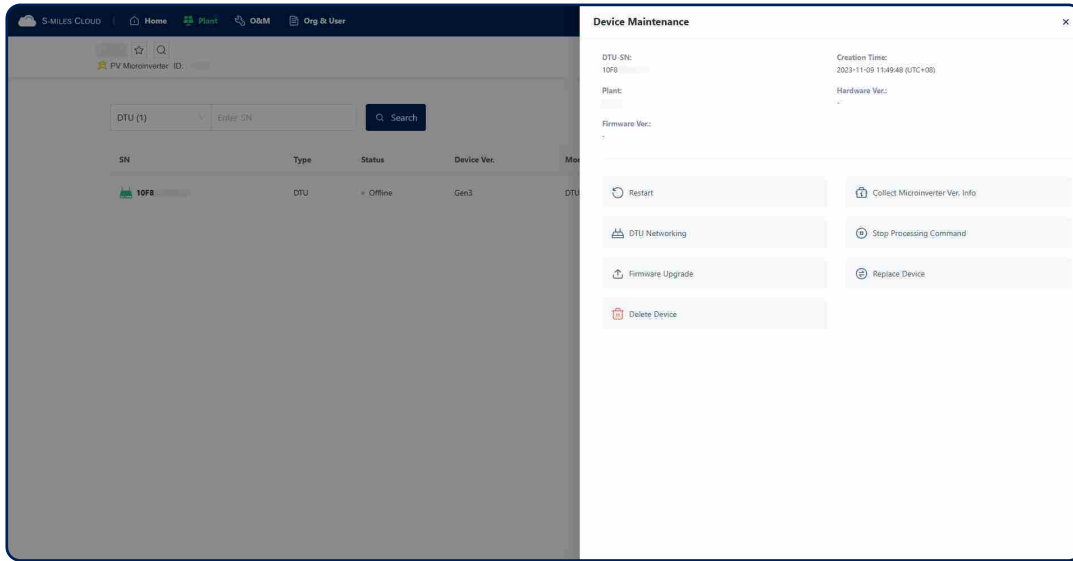 S-MILES CLOUD
Home
Plant
O&M
Org & User
PV Microinverter ID:
DTU (1)
Enter SN
Search
SN
Type
Status
Device Ver.
10F8
DTU
Offline
Gen3
DTU
Device Maintenance
DTU-SN:
10F8
Creation Time:
2023-11-09 11:49:48 (UTC+08)
Plant:
Hardware Ver.:
-
Firmware Ver.:
-
Restart
Collect Microinverter Ver. Info
DTU Networking
Stop Processing Command
Firmware Upgrade
Replace Device
Delete Device